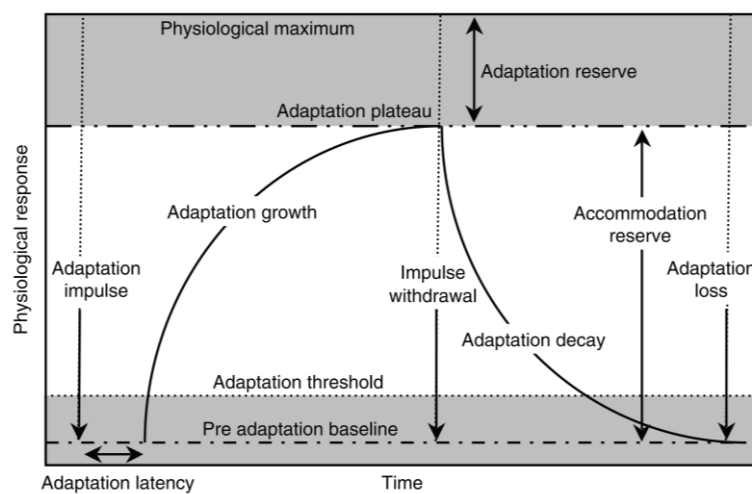 Physiological maximum
Adaptation reserve
Adaptation plateau
Adaptation growth
Accommodation
reserve
Adaptation
impulse
Impulse
withdrawal
Adaptation
loss
Adaptation decay
Adaptation threshold
Pre adaptation baseline
Adaptation latency
Time
Physiological response